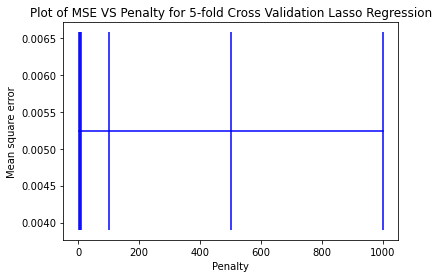 Plot of MSE VS Penalty for 5-fold Cross Validation Lasso Regression
0.0065
0.0060
0.0055
0.0050
0.0045
0.0040
Mean square error
0 200 400 600 800 1000
Penalty